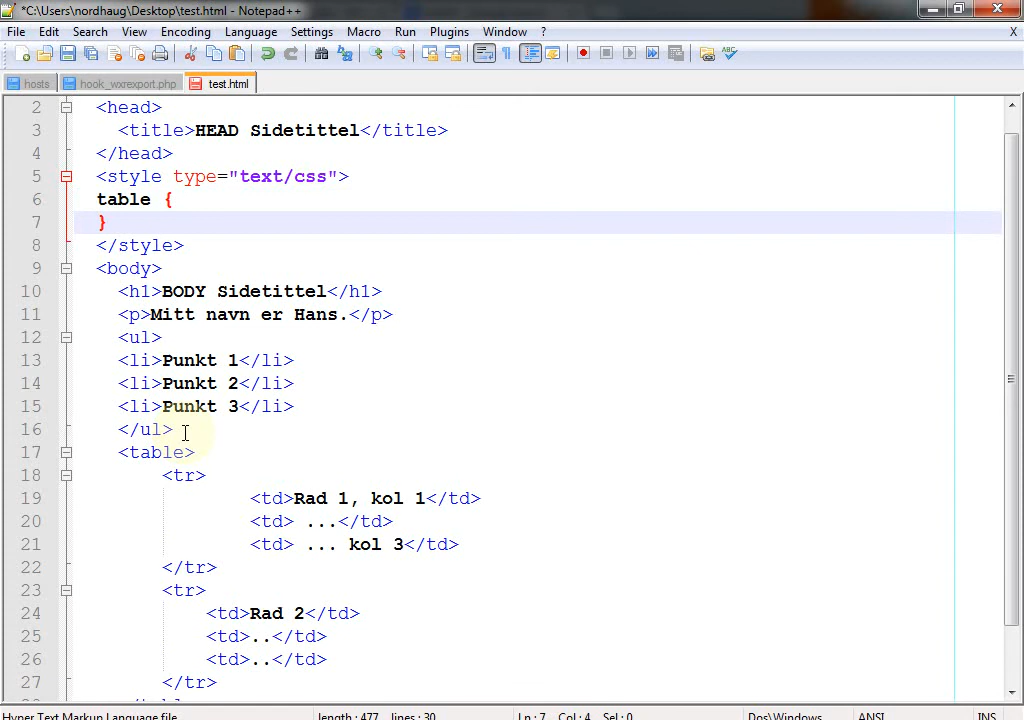 *C:\Users\nordhaug\Desktop\test.html - Notepad++
File Edit Search View Encoding Language Settings Macro Run Plugins Window ? X
hosts hook_wxrexport.php test.html
2 <head>
3 <title>HEAD Sidetittel</title>
4 </head>
5 <style type="text/css">
6 table {
7 }
8 </style>
9 <body>
10 <h1>BODY Sidetittel</h1>
11 <p>Mitt navn er Hans.</p>
12 <ul>
13 <li>Punkt 1</li>
14 <li>Punkt 2</li>
15 <li>Punkt 3</li>
16 </ul>
17 <table>
18 <tr>
19 <td>Rad 1, kol 1</td>
20 <td> ...</td>
21 <td> ... kol 3</td>
22 </tr>
23 <tr>
24 <td>Rad 2</td>
25 <td>..</td>
26 <td>..</td>
27 </tr>
Hyper Text Markup Language file length : 477 lines : 30 Ln : 7 Col : 4 Sel : 0 Dos\Windows ANSI INS